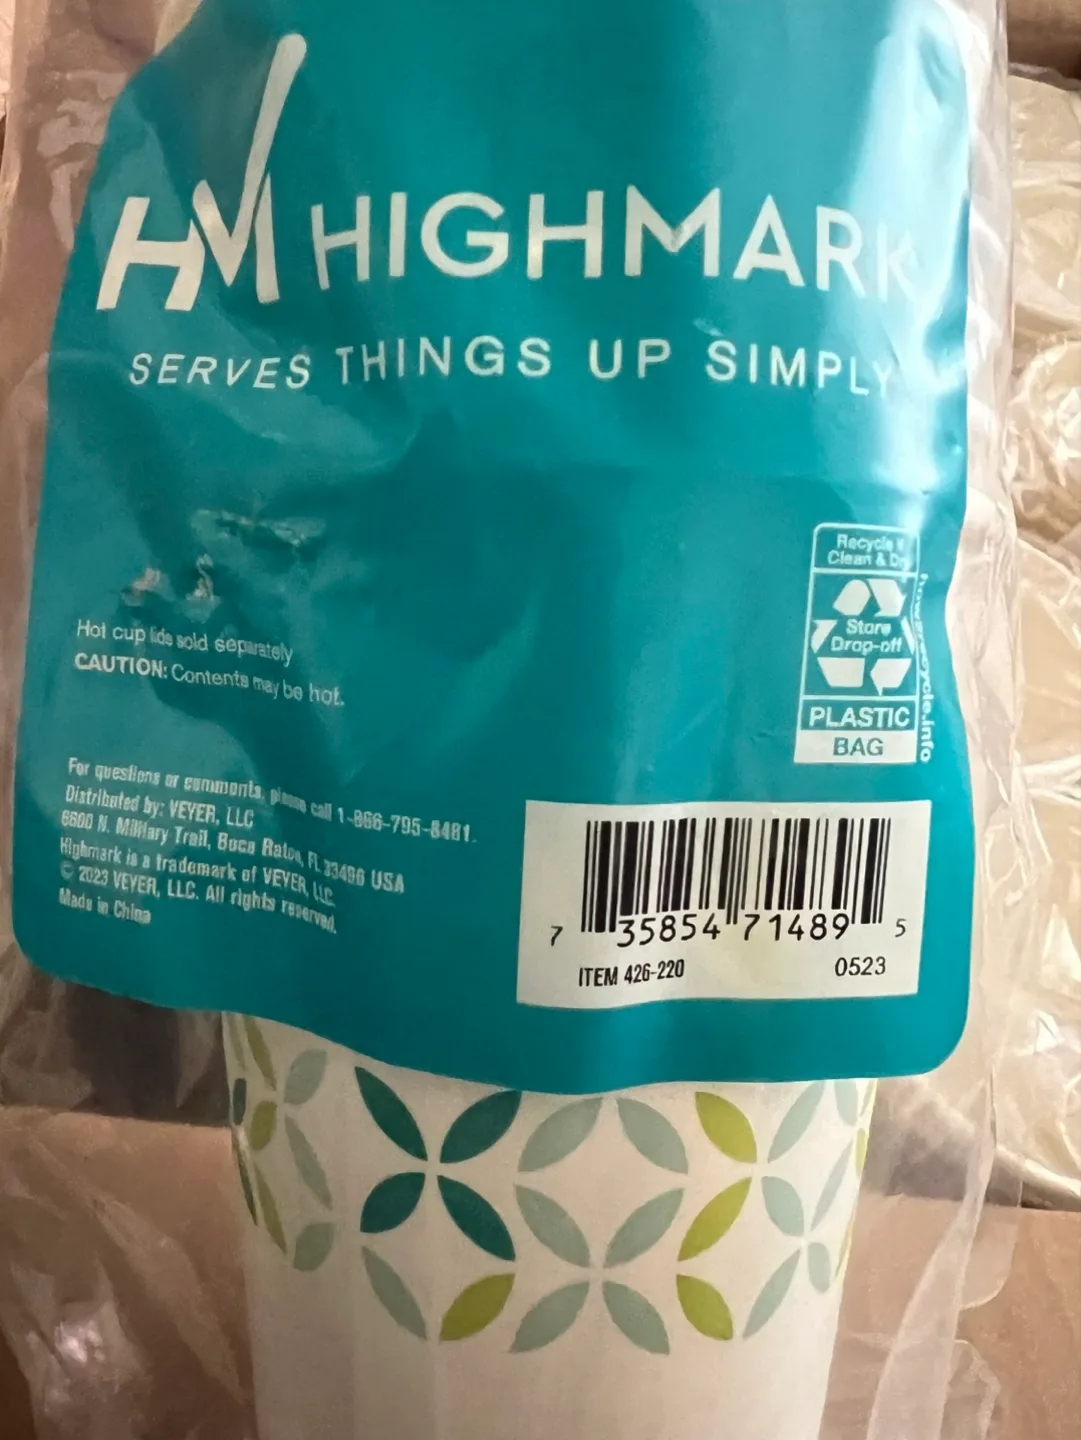 HM HIGHMARK
SERVES THINGS UP SIMPLY
Recycle if
Clean & Dry
Store
Drop-off
PLASTIC
BAG
how2recycle.info
Hot cup lids sold separately
CAUTION: Contents may be hot.
For questions or comments, please call 1-866-795-8481.
Distributed by: VEYER, LLC
6600 N. Military Trail, Boca Raton, FL 33496 USA
Highmark is a trademark of VEYER, LLC.
© 2023 VEYER, LLC. All rights reserved.
Made in China
7 35854 71489 5
ITEM 426-220 0523